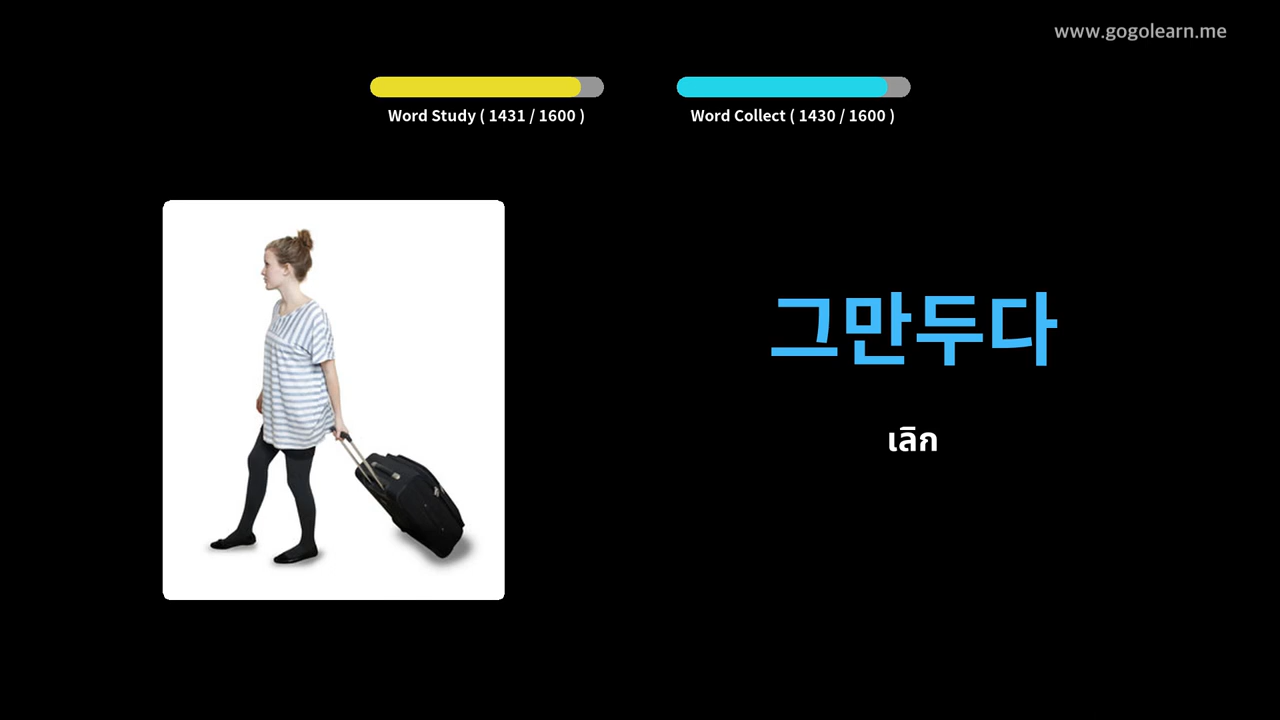 www.gogolearn.me
Word Study ( 1431 / 1600 )
Word Collect ( 1430 / 1600 )
그만두다
เลิก